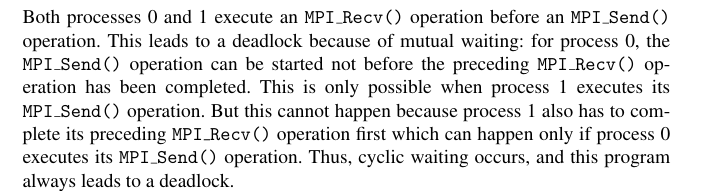 Both processes 0 and 1 execute an MPI_Recv() operation before an MPI_Send()
operation. This leads to a deadlock because of mutual waiting: for process 0, the
MPI_Send() operation can be started not before the preceding MPI_Recv() op-
eration has been completed. This is only possible when process 1 executes its
MPI_Send() operation. But this cannot happen because process 1 also has to com-
plete its preceding MPI_Recv() operation first which can happen only if process 0
executes its MPI_Send() operation. Thus, cyclic waiting occurs, and this program
always leads to a deadlock.